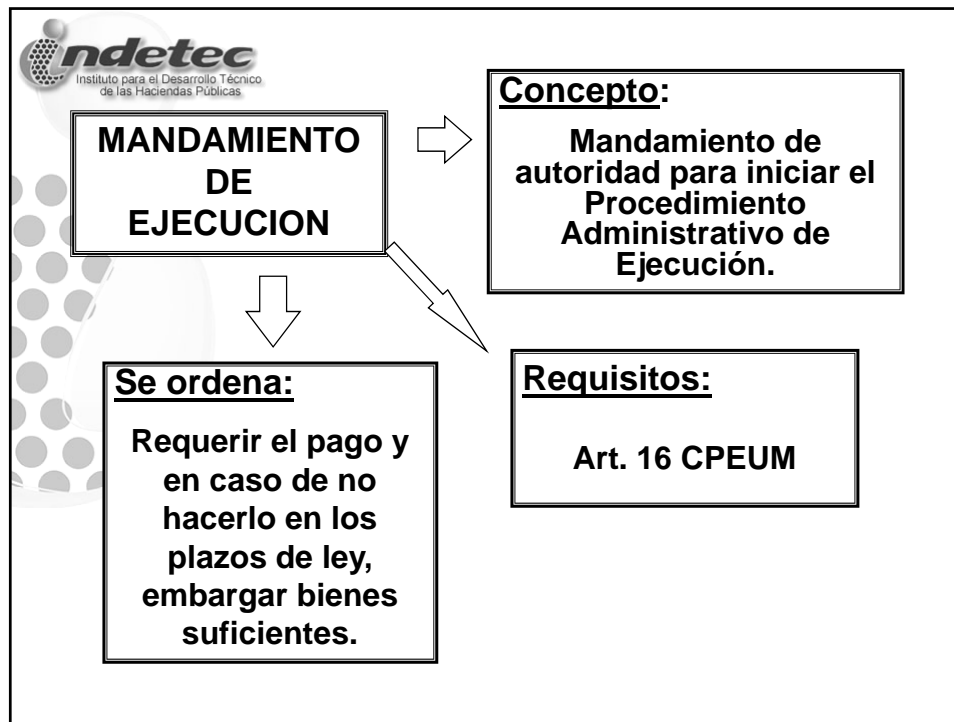 indetec
Instituto para el Desarrollo Técnico
de las Haciendas Públicas
MANDAMIENTO
DE
EJECUCION
Concepto:
Mandamiento de
autoridad para iniciar el
Procedimiento
Administrativo de
Ejecución.
Se ordena:
Requerir el pago y
en caso de no
hacerlo en los
plazos de ley,
embargar bienes
suficientes.
Requisitos:
Art. 16 CPEUM